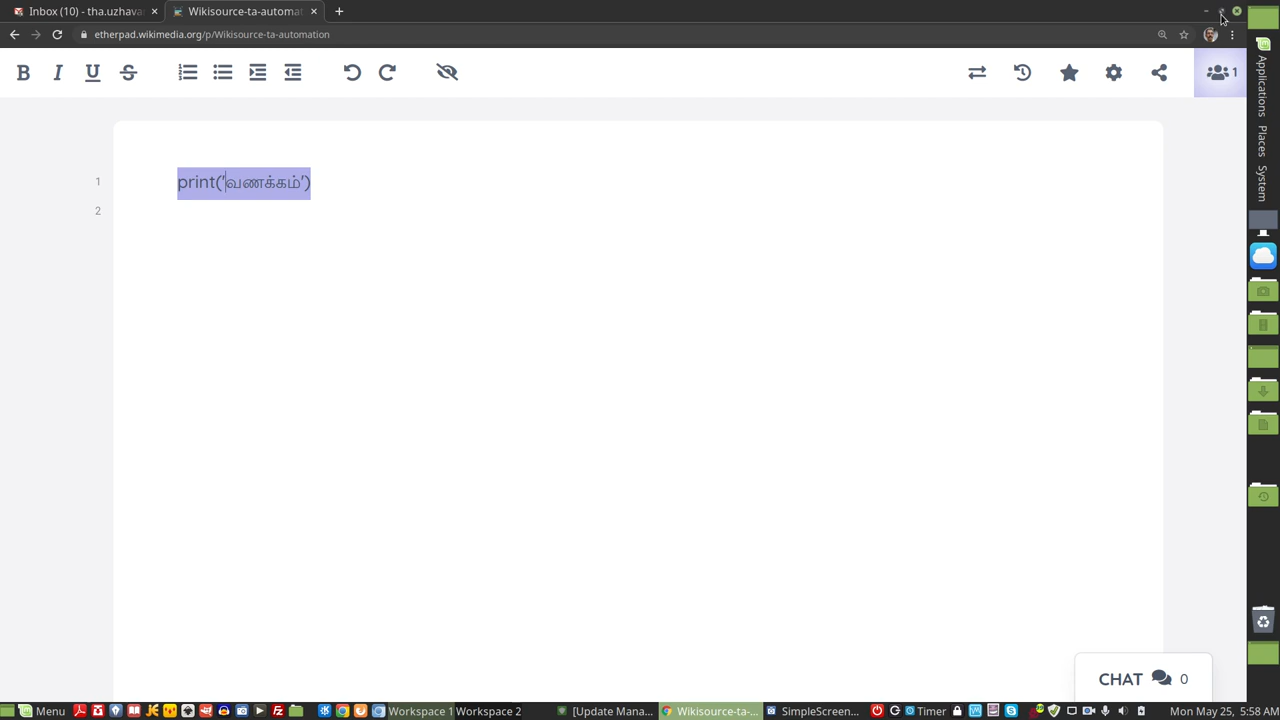 Inbox (10) - tha.uzhava
Wikisource-ta-automat
etherpad.wikimedia.org/p/Wikisource-ta-automation
B I U S
1
1 print('வணக்கம்')
2
Applications
Places
System
CHAT 0
Menu
Workspace 1
Workspace 2
[Update Mana...
Wikisource-ta-...
SimpleScreen...
Timer
Mon May 25, 5:58 AM